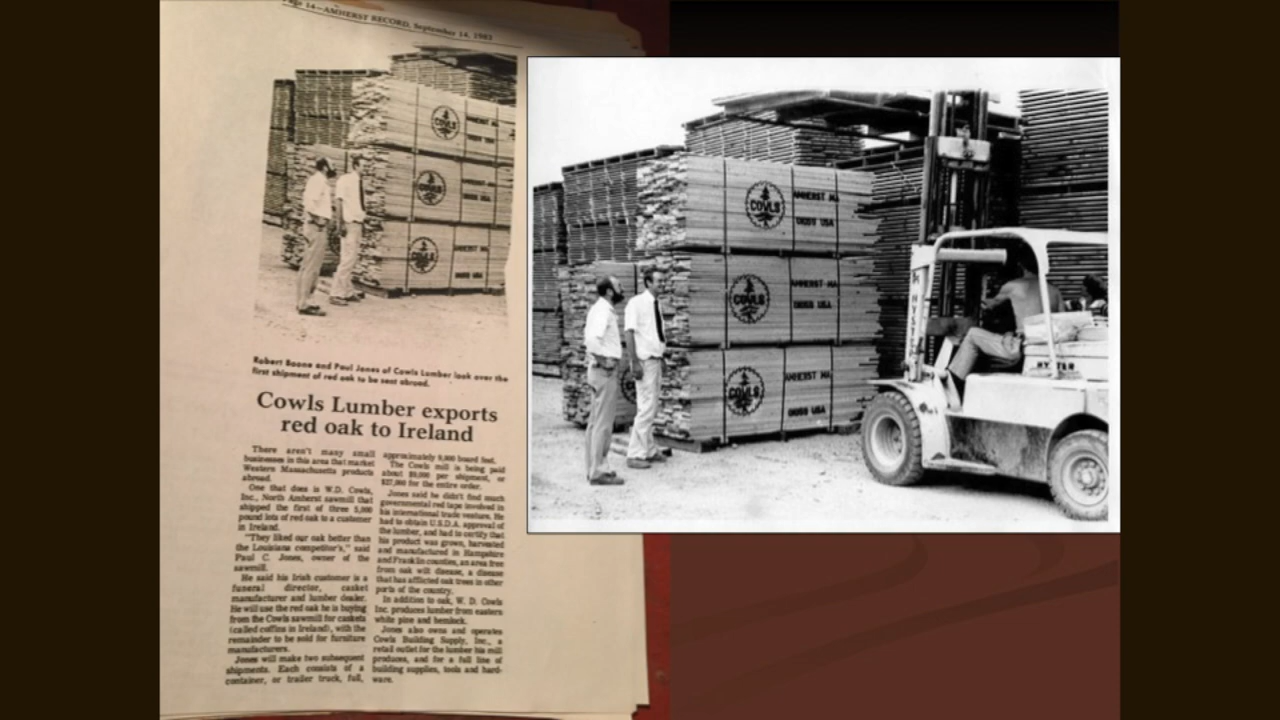 Page 14—AMHERST RECORD, September 14, 1983
COWLS
COWLS
COWLS
Robert Boone and Paul Jones of Cowls Lumber look over the
first shipment of red oak to be sent abroad.
Cowls Lumber exports
red oak to Ireland
There aren't many small
businesses in this area that market
Western Massachusetts products
abroad.
One that does is W.D. Cowls,
Inc., North Amherst sawmill that
shipped the first of three 5,000
pound lots of red oak to a customer
in Ireland.
"They liked our oak better than
the Louisiana competitor's," said
Paul C. Jones, owner of the
sawmill.
He said his Irish customer is a
funeral director, casket
manufacturer and lumber dealer.
He will use the red oak he is buying
from the Cowls sawmill for caskets
(called coffins in Ireland), with the
remainder to be sold for furniture
manufacturers.
Jones will make two subsequent
shipments. Each consists of a
container, or trailer truck, full,
approximately 9,000 board feet.
The Cowls mill is being paid
about $9,000 per shipment, or
$27,000 for the entire order.
Jones said he didn't find much
governmental red tape involved in
his international trade venture. He
had to obtain U.S.D.A. approval of
the lumber, and had to certify that
his product was grown, harvested
and manufactured in Hampshire
and Franklin counties, an area free
from oak wilt disease, a disease
that has afflicted oak trees in other
parts of the country.
In addition to oak, W. D. Cowls
Inc. produces lumber from eastern
white pine and hemlock.
Jones also owns and operates
Cowls Building Supply, Inc., a
retail outlet for the lumber his mill
produces, and for a full line of
building supplies, tools and hard-
ware.
COWLS AMHERST MA
01055 USA
COWLS AMHERST MA
01055 USA
COWLS AMHERST MA
01055 USA
HYSTER
HYSTER